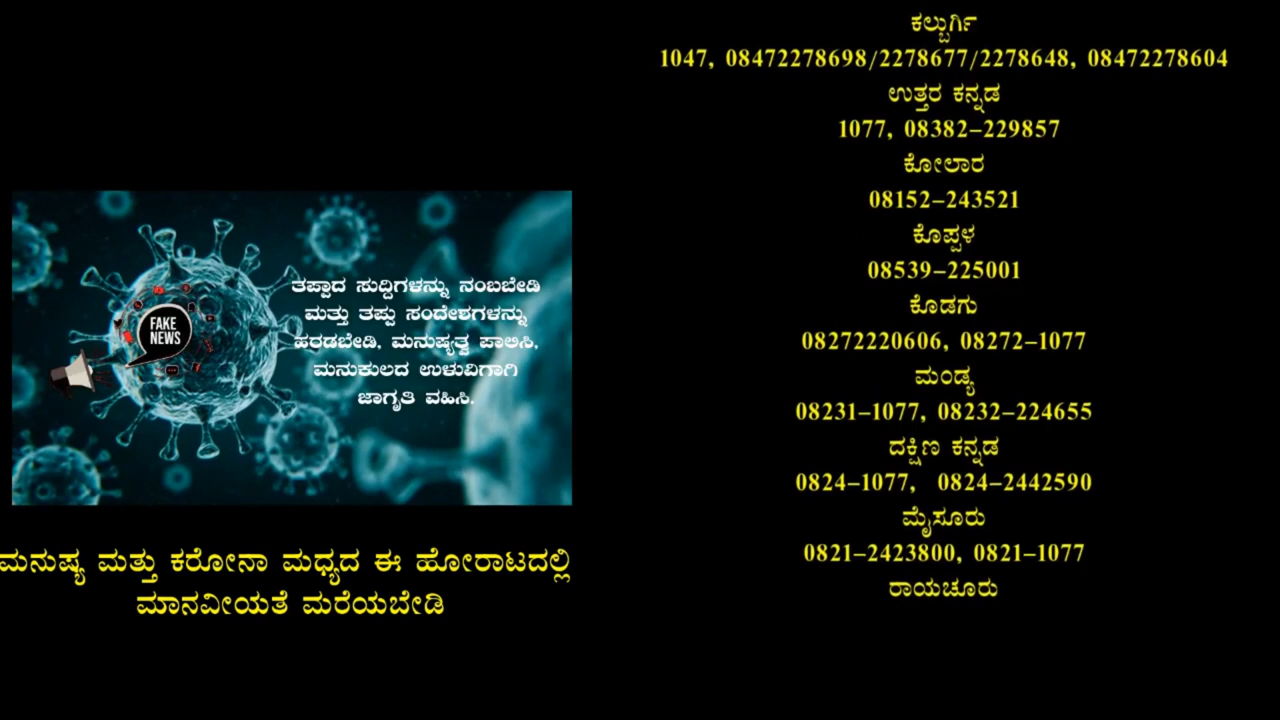 FAKE
NEWS
ತಪ್ಪಾದ ಸುದ್ದಿಗಳನ್ನು ನಂಬಬೇಡಿ
ಮತ್ತು ತಪ್ಪು ಸಂದೇಶಗಳನ್ನು
ಹರಡಬೇಡಿ. ಮನುಷ್ಯತ್ವ ಪಾಲಿಸಿ,
ಮನುಕುಲದ ಉಳುವಿಗಾಗಿ
ಜಾಗೃತಿ ವಹಿಸಿ.
ಮನುಷ್ಯ ಮತ್ತು ಕರೋನಾ ಮಧ್ಯದ ಈ ಹೋರಾಟದಲ್ಲಿ
ಮಾನವೀಯತೆ ಮರೆಯಬೇಡಿ
ಕಲ್ಬುರ್ಗಿ
1047, 08472278698/2278677/2278648, 08472278604
ಉತ್ತರ ಕನ್ನಡ
1077, 08382-229857
ಕೋಲಾರ
08152-243521
ಕೊಪ್ಪಳ
08539-225001
ಕೊಡಗು
08272220606, 08272-1077
ಮಂಡ್ಯ
08231-1077, 08232-224655
ದಕ್ಷಿಣ ಕನ್ನಡ
0824-1077, 0824-2442590
ಮೈಸೂರು
0821-2423800, 0821-1077
ರಾಯಚೂರು